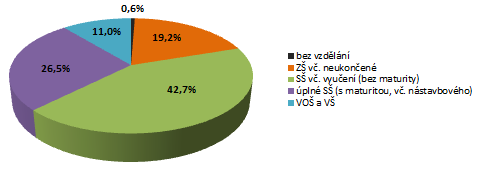 0,6%
11,0%
19,2%
26,5%
42,7%
bez vzdělání
ZŠ vč. neukončené
SŠ vč. vyučení (bez maturity)
úplné SŠ (s maturitou, vč. nástavbového)
VOŠ a VŠ